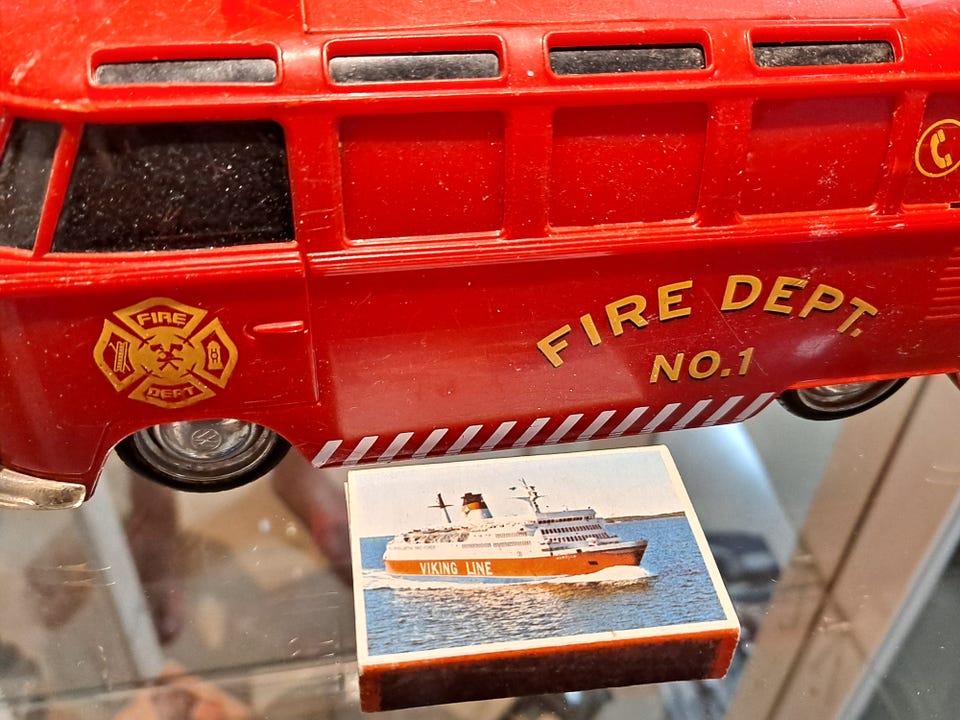 FIRE
DEPT
FIRE DEPT.
NO.1
VIKING LINE